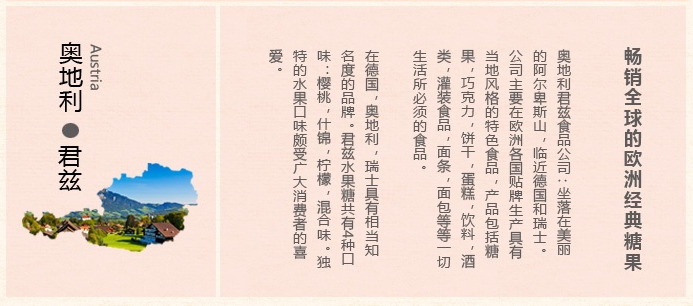 畅销全球的欧洲经典糖果
奥地利君兹食品公司：坐落在美丽
的阿尔卑斯山，临近德国和瑞士。
公司主要在欧洲各国贴牌生产具有
当地风格的特色食品，产品包括糖
果，巧克力，饼干，蛋糕，饮料，酒
类，灌装食品，面条，面包等等一切
生活所必须的食品。
在德国，奥地利，瑞士具有相当知
名度的品牌。君兹水果糖共有4种口
味：樱桃，什锦，柠檬，混合味。独
特的水果口味颇受广大消费者的喜
爱。
Austria
奥地利●君兹